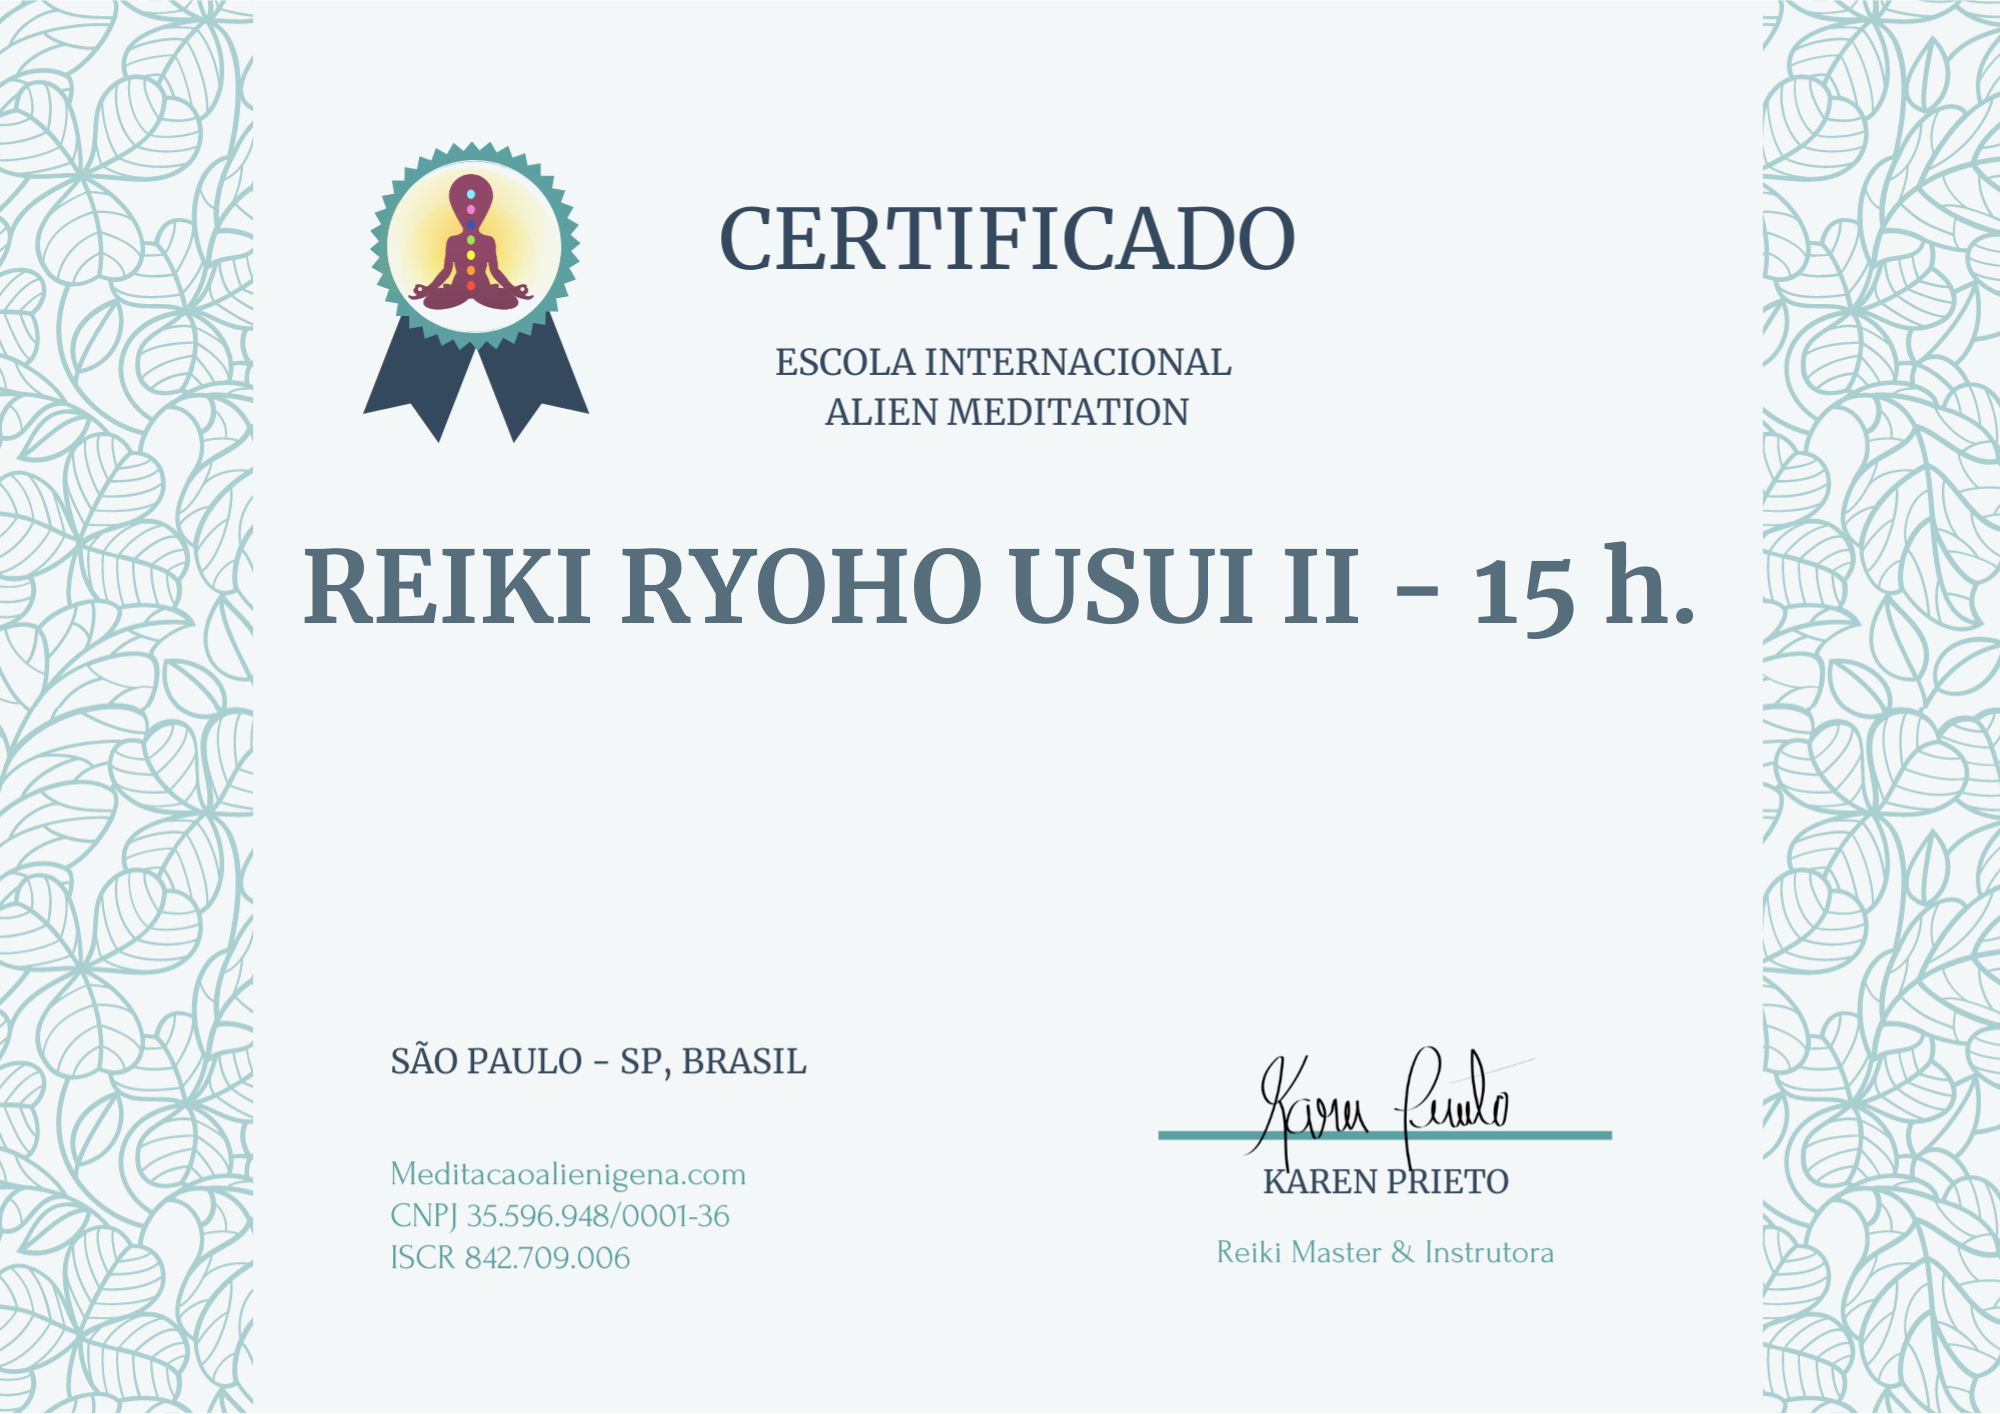 CERTIFICADO
ESCOLA INTERNACIONAL
ALIEN MEDITATION
REIKI RYOHO USUI II - 15 h.
SÃO PAULO - SP, BRASIL
Meditacaoalienigena.com
CNPJ 35.596.948/0001-36
ISCR 842.709.006
Karen Prieto
KAREN PRIETO
Reiki Master & Instrutora